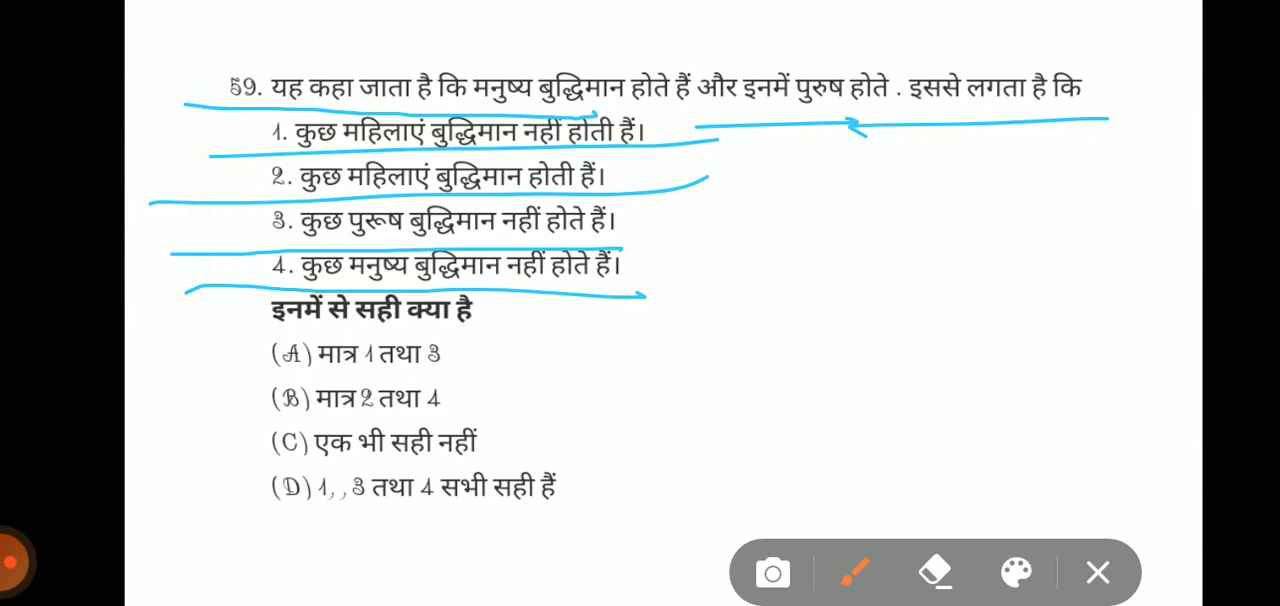 59. यह कहा जाता है कि मनुष्य बुद्धिमान होते हैं और इनमें पुरुष होते . इससे लगता है कि
1. कुछ महिलाएं बुद्धिमान नहीं होती हैं।
2. कुछ महिलाएं बुद्धिमान होती हैं।
3. कुछ पुरूष बुद्धिमान नहीं होते हैं।
4. कुछ मनुष्य बुद्धिमान नहीं होते हैं।
इनमें से सही क्या है
(A) मात्र 1 तथा 3
(B) मात्र 2 तथा 4
(C) एक भी सही नहीं
(D) 1, , 3 तथा 4 सभी सही हैं